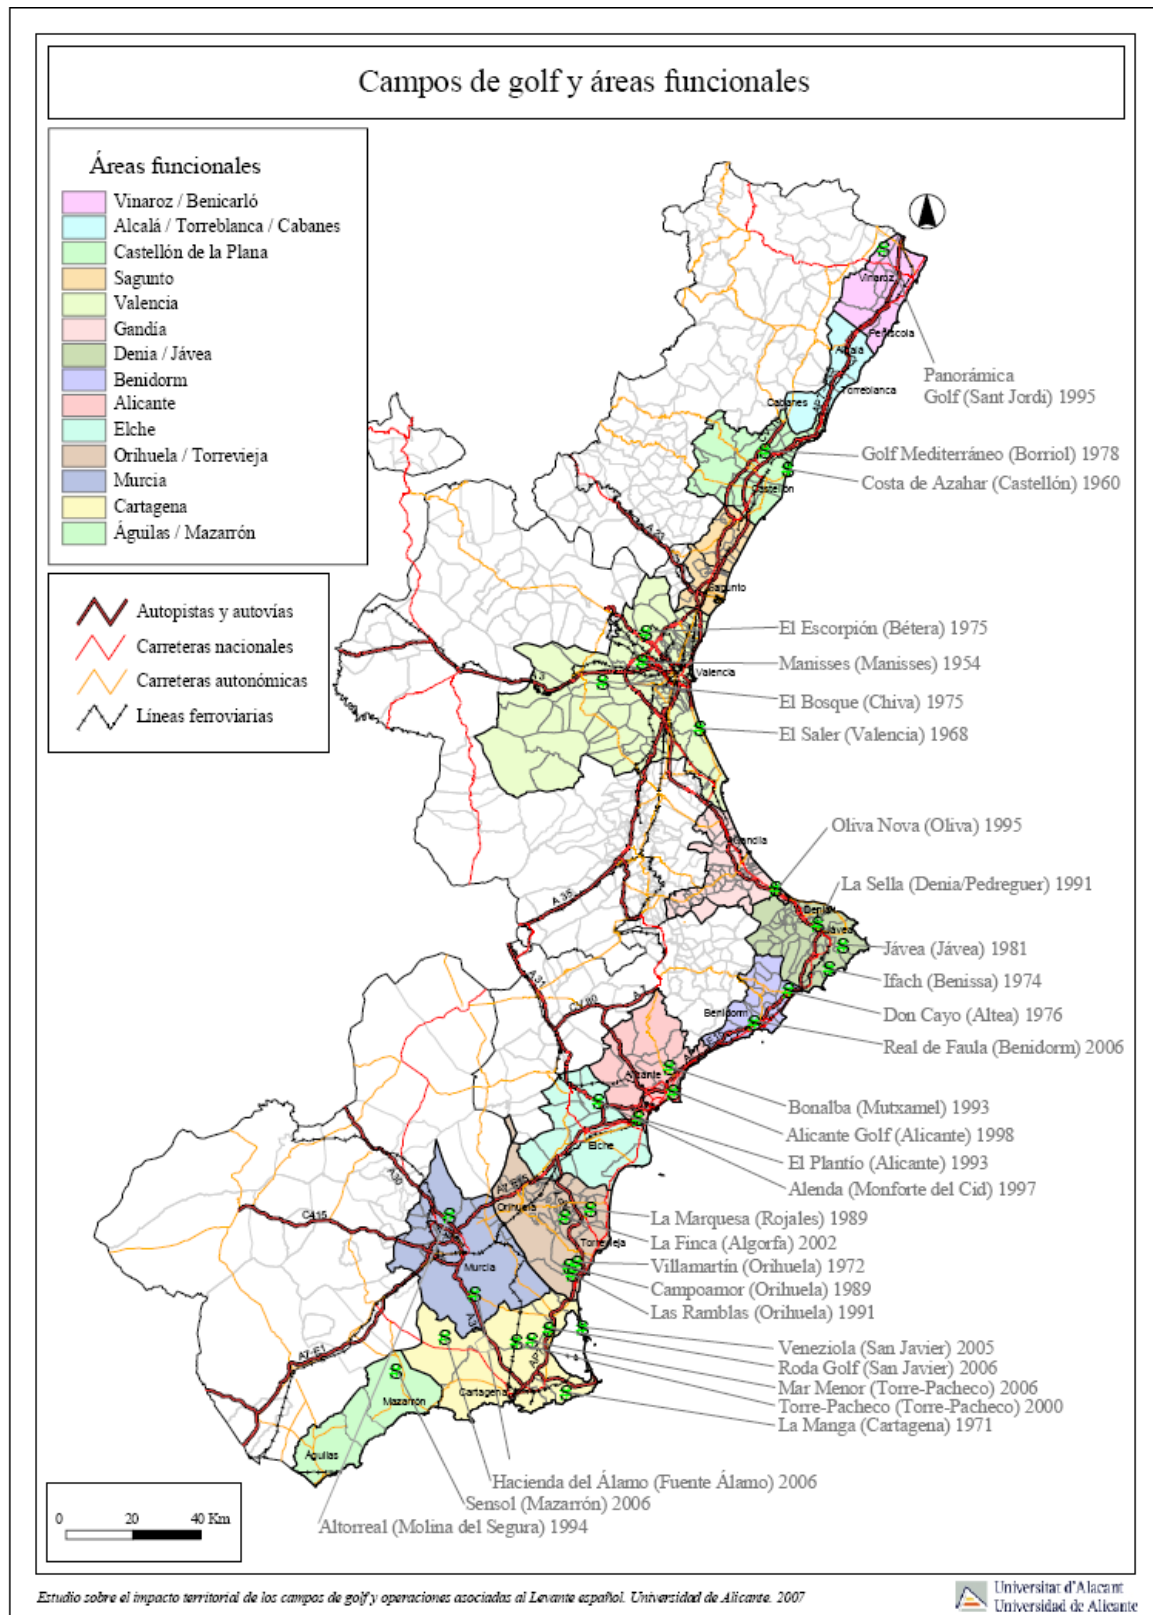 Campos de golf y áreas funcionales
Áreas funcionales
Vinaroz / Benicarló
Alcalá / Torreblanca / Cabanes
Castellón de la Plana
Sagunto
Valencia
Gandía
Denia / Jávea
Benidorm
Alicante
Elche
Orihuela / Torrevieja
Murcia
Cartagena
Águilas / Mazarrón
Autopistas y autovías
Carreteras nacionales
Carreteras autonómicas
Líneas ferroviarias
Vinaroz
Peñíscola
Alcalá
Torreblanca
Cabanes
Castellón
Sagunto
Valencia
Gandia
Denia
Jávea
Benidorm
Alicante
Elche
Orihuela
Torrevieja
Murcia
Cartagena
Mazarrón
Águilas
A 35
A 31
CV 80
A 7
A30
C415
A7-E1
Panorámica
Golf (Sant Jordi) 1995
Golf Mediterráneo (Borriol) 1978
Costa de Azahar (Castellón) 1960
El Escorpión (Bétera) 1975
Manisses (Manisses) 1954
El Bosque (Chiva) 1975
El Saler (Valencia) 1968
Oliva Nova (Oliva) 1995
La Sella (Denia/Pedreguer) 1991
Jávea (Jávea) 1981
Ifach (Benissa) 1974
Don Cayo (Altea) 1976
Real de Faula (Benidorm) 2006
Bonalba (Mutxamel) 1993
Alicante Golf (Alicante) 1998
El Plantío (Alicante) 1993
Alenda (Monforte del Cid) 1997
La Marquesa (Rojales) 1989
La Finca (Algorfa) 2002
Villamartín (Orihuela) 1972
Campoamor (Orihuela) 1989
Las Ramblas (Orihuela) 1991
Veneziola (San Javier) 2005
Roda Golf (San Javier) 2006
Mar Menor (Torre-Pacheco) 2006
Torre-Pacheco (Torre-Pacheco) 2000
La Manga (Cartagena) 1971
Hacienda del Álamo (Fuente Álamo) 2006
Sensol (Mazarrón) 2006
Altorreal (Molina del Segura) 1994
0 20 40 Km
Estudio sobre el impacto territorial de los campos de golf y operaciones asociadas al Levante español. Universidad de Alicante. 2007
Universitat d'Alacant
Universidad de Alicante